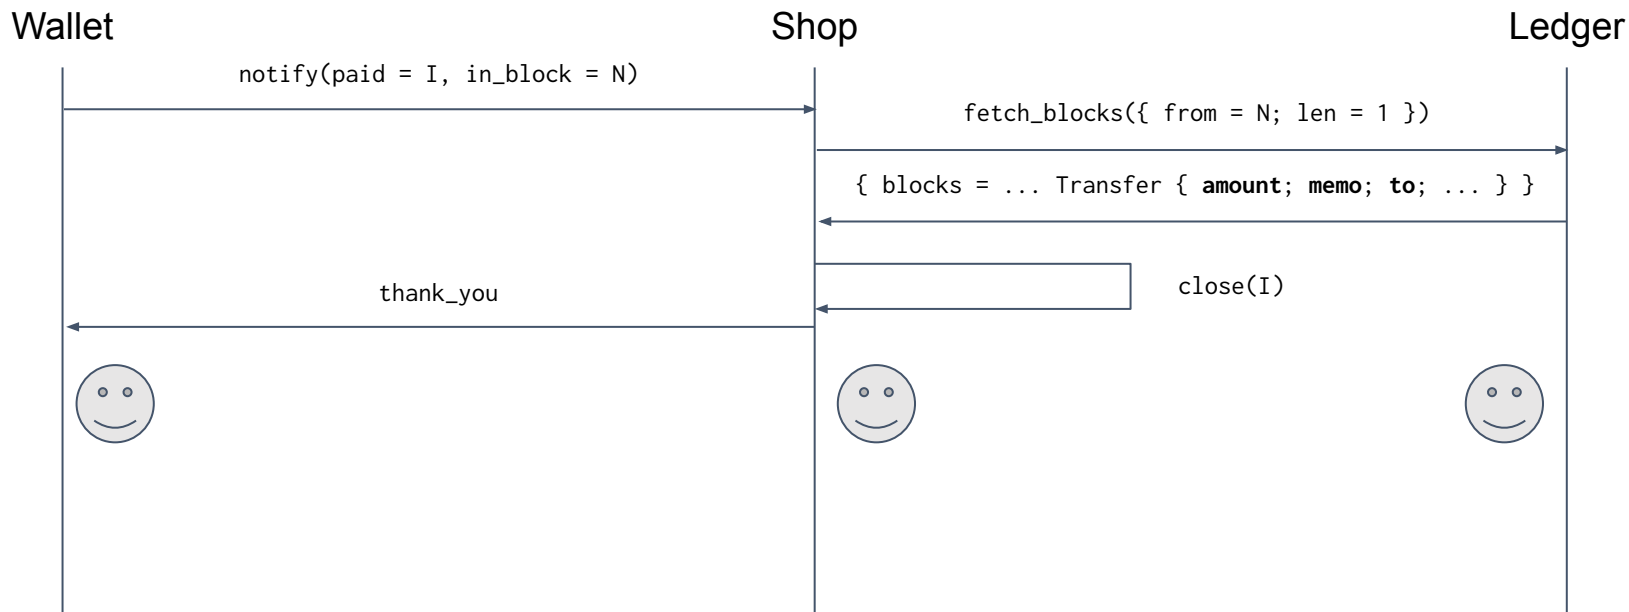 Wallet
Shop
Ledger
notify(paid = I, in_block = N)
fetch_blocks({ from = N; len = 1 })
{ blocks = ... Transfer { amount; memo; to; ... } }
close(I)
thank_you